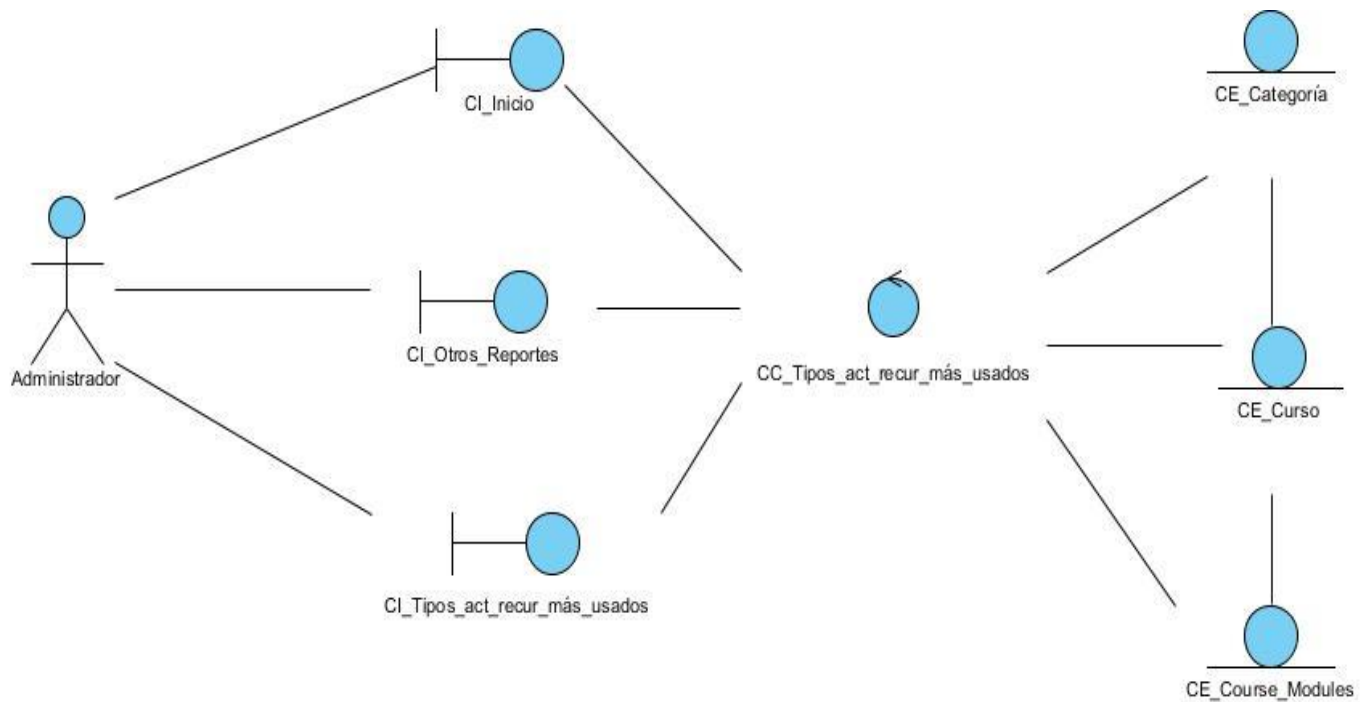 CI_Inicio
CE_Categoría
Administrador
CI_Otros_Reportes
CC_Tipos_act_recur_más_usados
CE_Curso
CI_Tipos_act_recur_más_usados
CE_Course_Modules